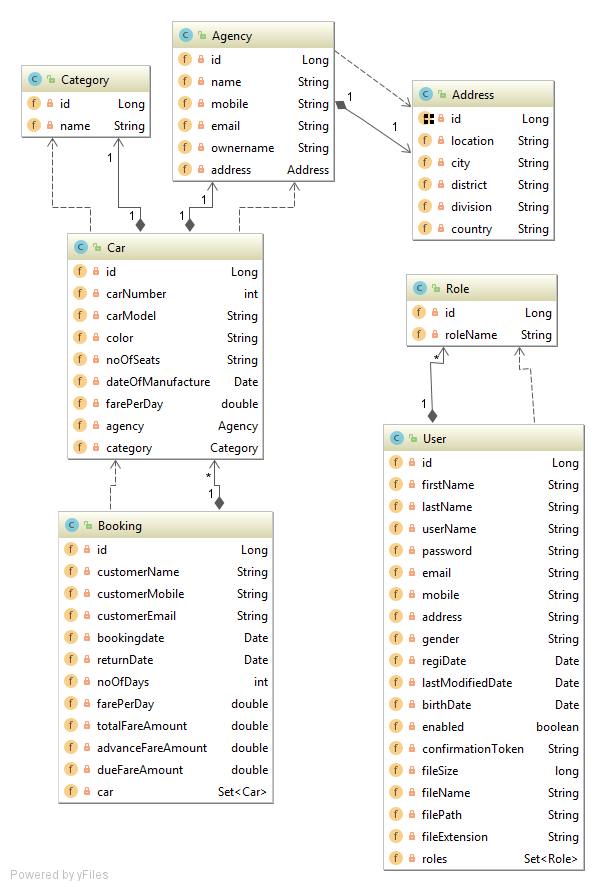 Agency
id Long
name String
mobile String
email String
ownername String
address Address
Category
id Long
name String
Address
id Long
location String
city String
district String
division String
country String
1
1
1
1
1
1
Car
id Long
carNumber int
carModel String
color String
noOfSeats String
dateOfManufacture Date
farePerDay double
agency Agency
category Category
Role
id Long
roleName String
*
1
*
1
User
id Long
firstName String
lastName String
userName String
password String
email String
mobile String
address String
gender String
regiDate Date
lastModifiedDate Date
birthDate Date
enabled boolean
confirmationToken String
fileSize long
fileName String
filePath String
fileExtension String
roles Set<Role>
Booking
id Long
customerName String
customerMobile String
customerEmail String
bookingdate Date
returnDate Date
noOfDays int
farePerDay double
totalFareAmount double
advanceFareAmount double
dueFareAmount double
car Set<Car>
Powered by yFiles